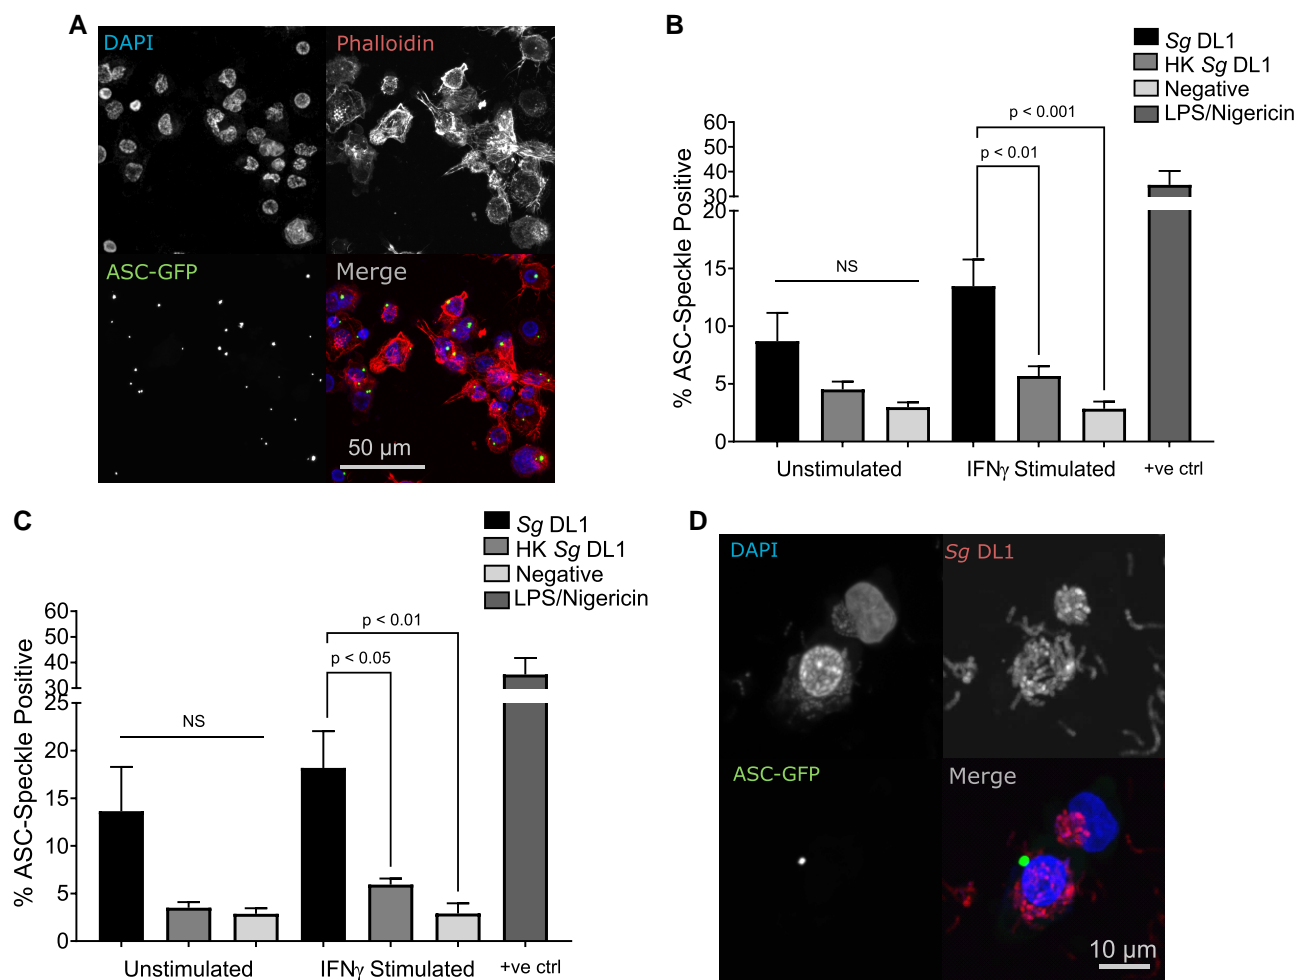 A
DAPI
Phalloidin
ASC-GFP
Merge
50 µm
B
Sg DL1
HK Sg DL1
Negative
LPS/Nigericin
% ASC-Speckle Positive
60
50
40
30
20
15
10
5
0
p < 0.001
p < 0.01
NS
Unstimulated
IFNγ Stimulated
+ve ctrl
C
Sg DL1
HK Sg DL1
Negative
LPS/Nigericin
% ASC-Speckle Positive
60
50
40
30
25
20
15
10
5
0
p < 0.01
p < 0.05
NS
Unstimulated
IFNγ Stimulated
+ve ctrl
D
DAPI
Sg DL1
ASC-GFP
Merge
10 µm